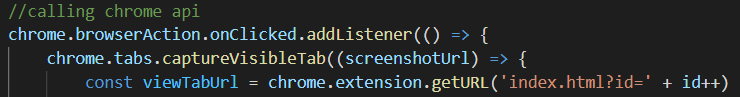 //calling chrome api
chrome.browserAction.onClicked.addListener(() => {
chrome.tabs.captureVisibleTab((screenshotUrl) => {
const viewTabUrl = chrome.extension.getURL('index.html?id=' + id++)